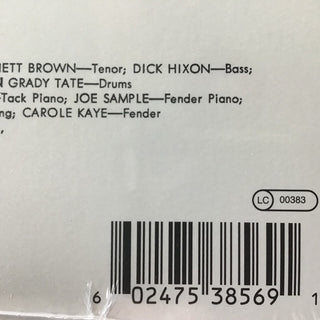 NETT BROWN—Tenor; DICK HIXON—Bass;
GRADY TATE—Drums
Tack Piano; JOE SAMPLE—Fender Piano;
ng; CAROLE KAYE—Fender
LC 00383
6 02475 38569 1